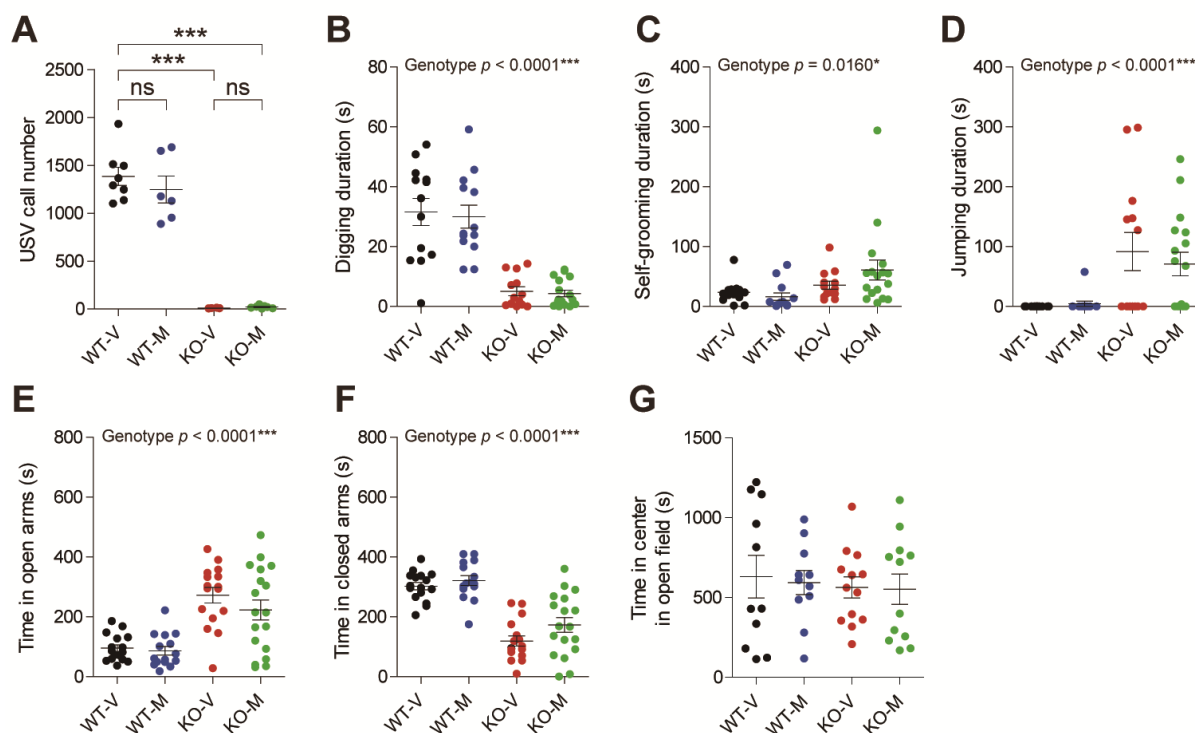 A
***
***
ns
ns
2500
2000
1500
1000
500
0
USV call number
WT-V
WT-M
KO-V
KO-M
B
Genotype p < 0.0001***
80
60
40
20
0
Digging duration (s)
WT-V
WT-M
KO-V
KO-M
C
Genotype p = 0.0160*
400
300
200
100
0
Self-grooming duration (s)
WT-V
WT-M
KO-V
KO-M
D
Genotype p < 0.0001***
400
300
200
100
0
Jumping duration (s)
WT-V
WT-M
KO-V
KO-M
E
Genotype p < 0.0001***
800
600
400
200
0
Time in open arms (s)
WT-V
WT-M
KO-V
KO-M
F
Genotype p < 0.0001***
800
600
400
200
0
Time in closed arms (s)
WT-V
WT-M
KO-V
KO-M
G
1500
1000
500
0
Time in center
in open field (s)
WT-V
WT-M
KO-V
KO-M